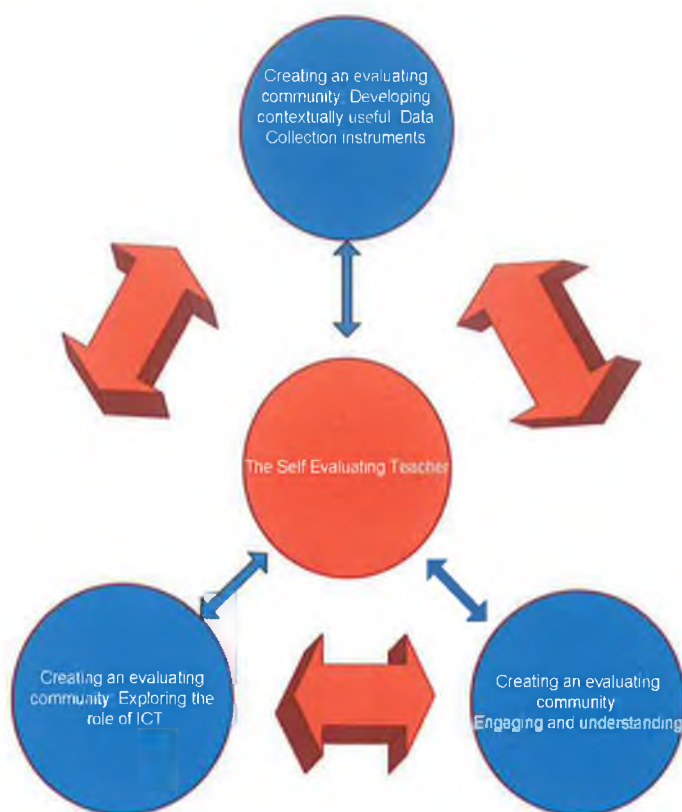 Creating an evaluating
community: Developing
contextually useful Data
Collection instruments
The Self Evaluating Teacher
Creating an evaluating
community: Exploring the
role of ICT
Creating an evaluating
community
Engaging and understanding